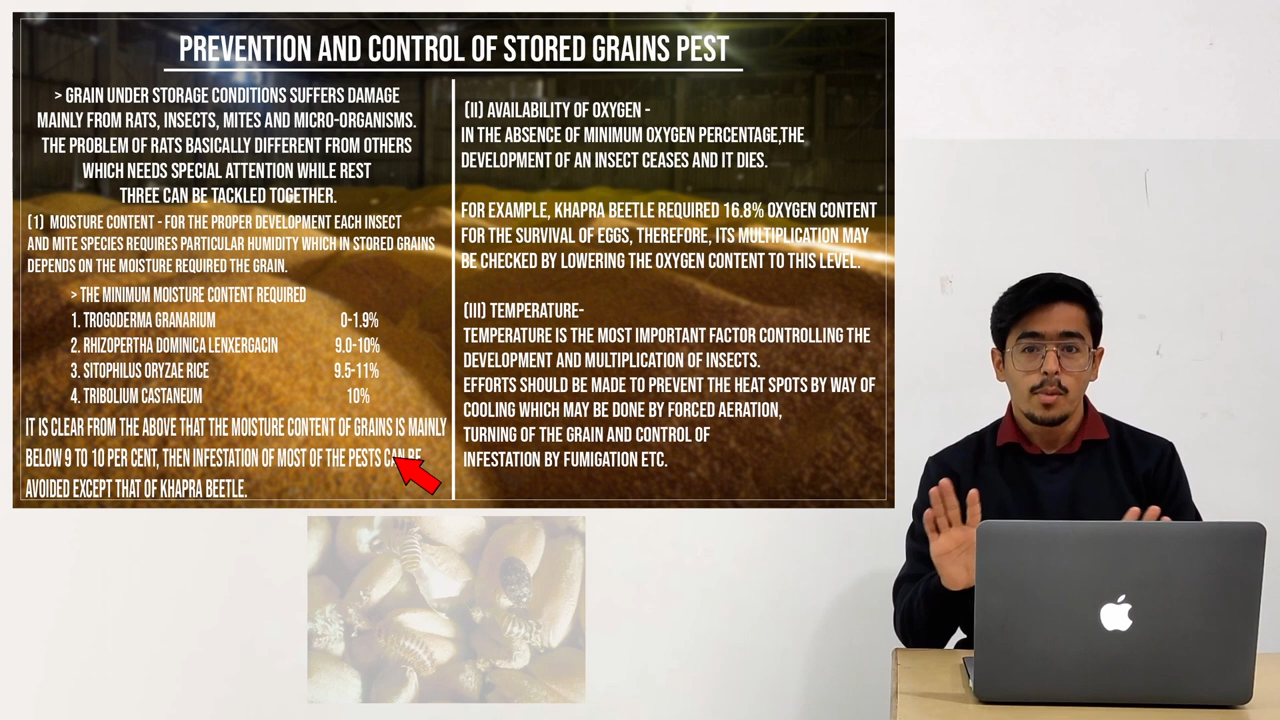 PREVENTION AND CONTROL OF STORED GRAINS PEST
> GRAIN UNDER STORAGE CONDITIONS SUFFERS DAMAGE
MAINLY FROM RATS, INSECTS, MITES AND MICRO-ORGANISMS.
THE PROBLEM OF RATS BASICALLY DIFFERENT FROM OTHERS
WHICH NEEDS SPECIAL ATTENTION WHILE REST
THREE CAN BE TACKLED TOGETHER.
(1) MOISTURE CONTENT - FOR THE PROPER DEVELOPMENT EACH INSECT
AND MITE SPECIES REQUIRES PARTICULAR HUMIDITY WHICH IN STORED GRAINS
DEPENDS ON THE MOISTURE REQUIRED THE GRAIN.
> THE MINIMUM MOISTURE CONTENT REQUIRED
1. TROGODERMA GRANARIUM 0-1.9%
2. RHIZOPERTHA DOMINICA LENXERGACIN 9.0-10%
3. SITOPHILUS ORYZAE RICE 9.5-11%
4. TRIBOLIUM CASTANEUM 10%
IT IS CLEAR FROM THE ABOVE THAT THE MOISTURE CONTENT OF GRAINS IS MAINLY
BELOW 9 TO 10 PER CENT, THEN INFESTATION OF MOST OF THE PESTS CAN BE
AVOIDED EXCEPT THAT OF KHAPRA BEETLE.
(II) AVAILABILITY OF OXYGEN -
IN THE ABSENCE OF MINIMUM OXYGEN PERCENTAGE,THE
DEVELOPMENT OF AN INSECT CEASES AND IT DIES.
FOR EXAMPLE, KHAPRA BEETLE REQUIRED 16.8% OXYGEN CONTENT
FOR THE SURVIVAL OF EGGS, THEREFORE, ITS MULTIPLICATION MAY
BE CHECKED BY LOWERING THE OXYGEN CONTENT TO THIS LEVEL.
(III) TEMPERATURE-
TEMPERATURE IS THE MOST IMPORTANT FACTOR CONTROLLING THE
DEVELOPMENT AND MULTIPLICATION OF INSECTS.
EFFORTS SHOULD BE MADE TO PREVENT THE HEAT SPOTS BY WAY OF
COOLING WHICH MAY BE DONE BY FORCED AERATION,
TURNING OF THE GRAIN AND CONTROL OF
INFESTATION BY FUMIGATION ETC.